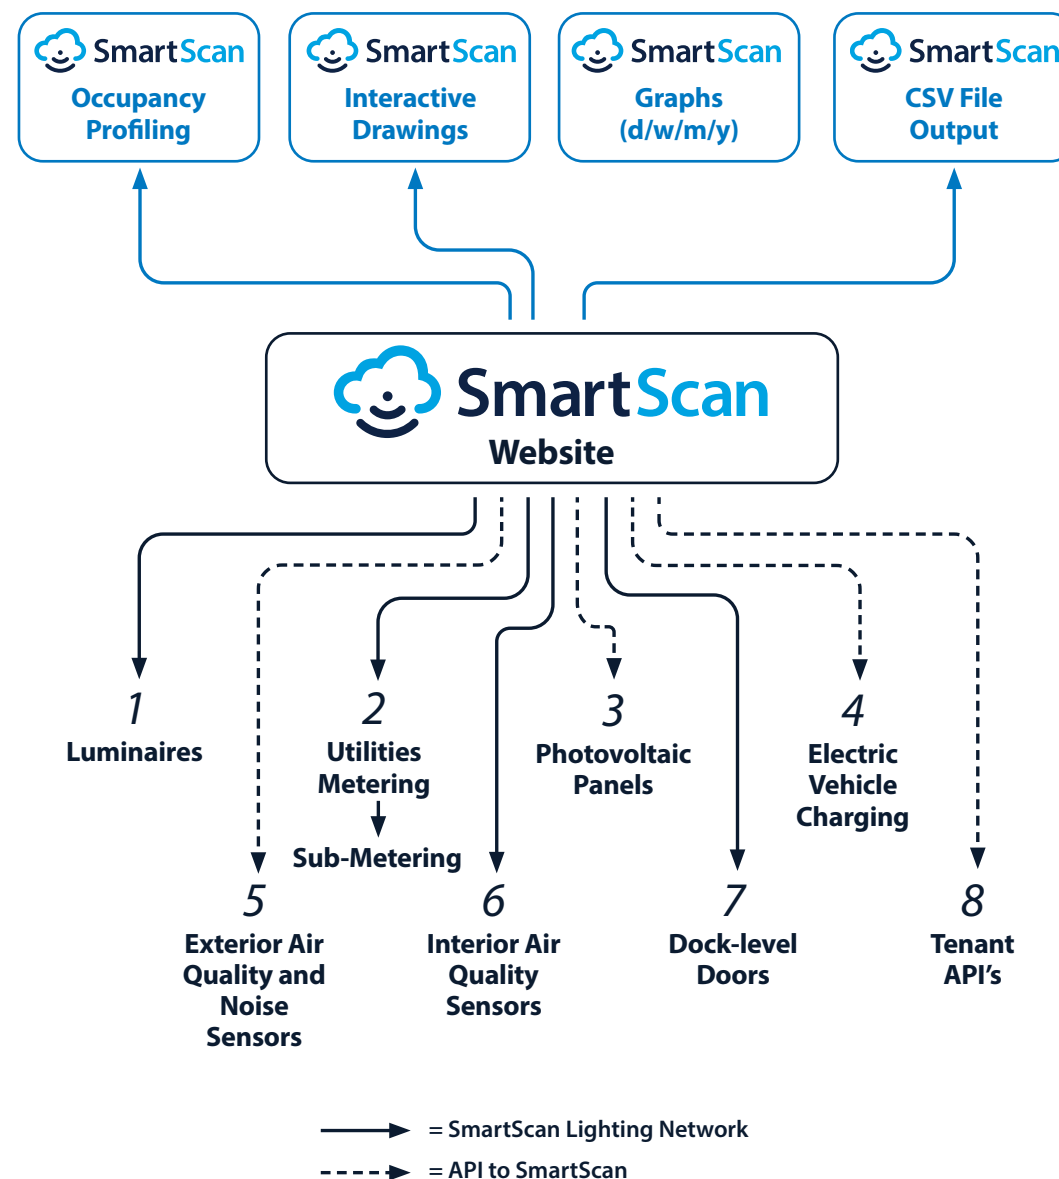 SmartScan
Occupancy
Profiling
SmartScan
Interactive
Drawings
SmartScan
Graphs
(d/w/m/y)
SmartScan
CSV File
Output
SmartScan
Website
1
Luminaires
2
Utilities
Metering
Sub-Metering
3
Photovoltaic
Panels
4
Electric
Vehicle
Charging
5
Exterior Air
Quality and
Noise
Sensors
6
Interior Air
Quality
Sensors
7
Dock-level
Doors
8
Tenant
API's
= SmartScan Lighting Network
= API to SmartScan